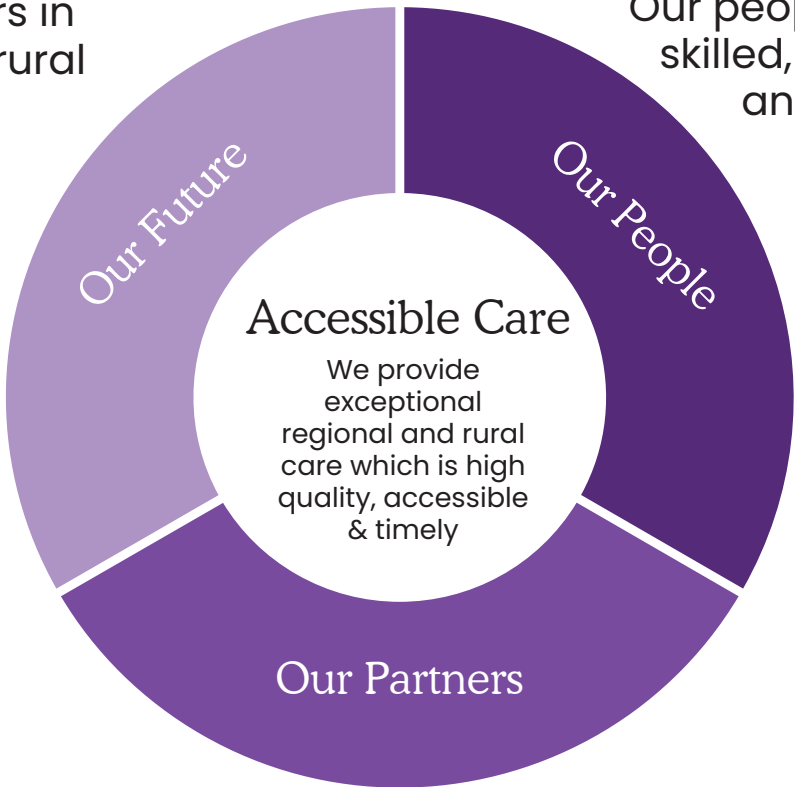 rs in
rural
Our peop
skilled,
an
Our Future
Our People
Accessible Care
We provide
exceptional
regional and rural
care which is high
quality, accessible
& timely
Our Partners